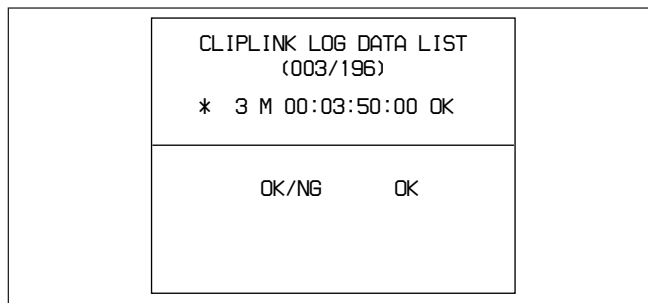 CLIPLINK LOG DATA LIST
(003/196)
* 3 M 00:03:50:00 OK
OK/NG OK